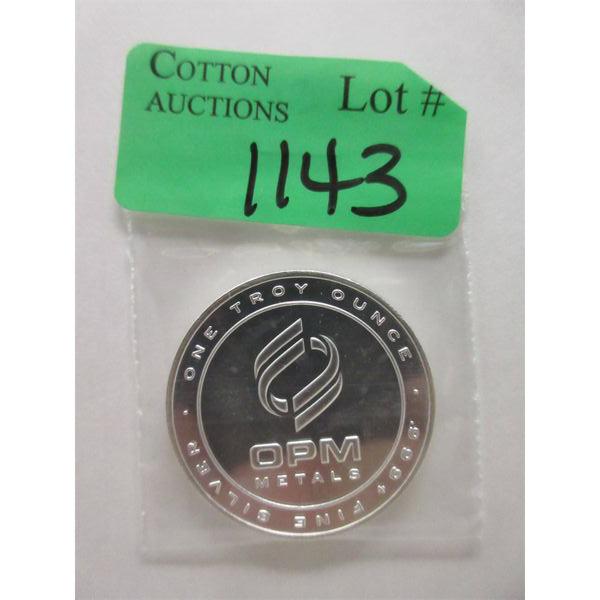 COTTON
AUCTIONS
Lot #
1143
· ONE TROY OUNCE ·
OPM
METALS
.999+ FINE SILVER